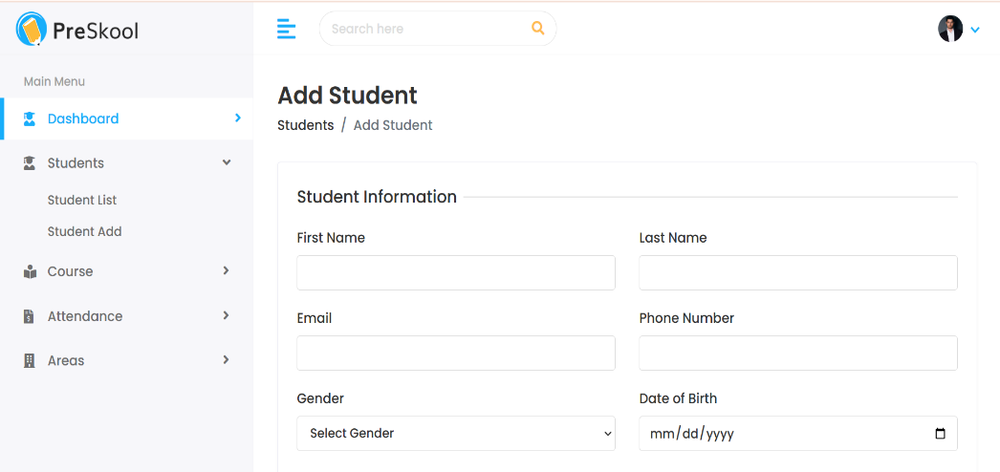 PreSkool
Search here
Main Menu
Dashboard
Students
Student List
Student Add
Course
Attendance
Areas
Add Student
Students / Add Student
Student Information
First Name
Last Name
Email
Phone Number
Gender
Date of Birth
Select Gender
mm/dd/yyyy